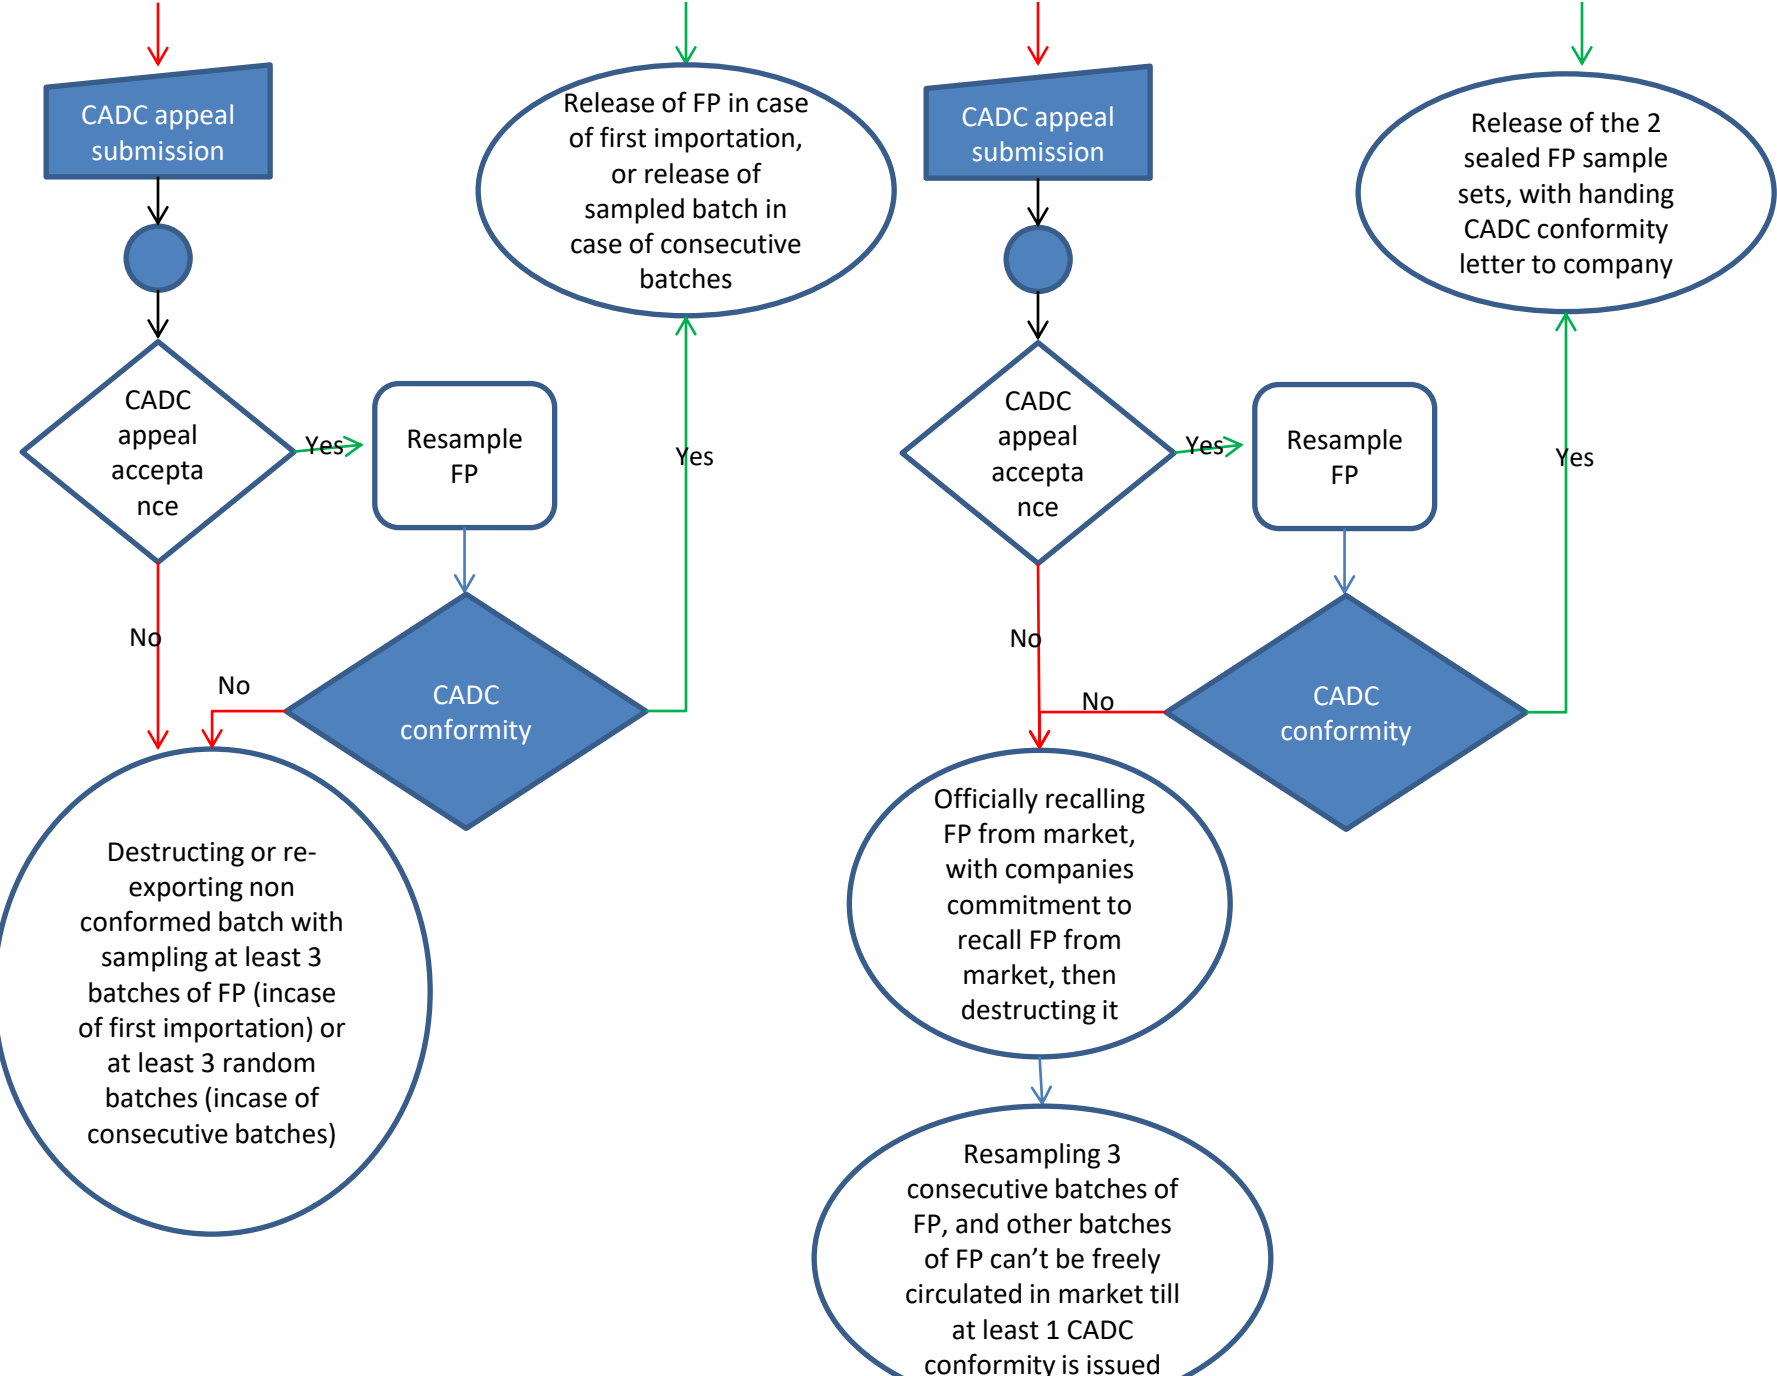 CADC appeal
submission
CADC
appeal
accepta
nce
Yes
Resample
FP
No
No
CADC
conformity
Yes
Release of FP in case
of first importation,
or release of
sampled batch in
case of consecutive
batches
Destructing or re-
exporting non
conformed batch with
sampling at least 3
batches of FP (incase
of first importation) or
at least 3 random
batches (incase of
consecutive batches)
CADC appeal
submission
CADC
appeal
accepta
nce
Yes
Resample
FP
No
No
CADC
conformity
Yes
Release of the 2
sealed FP sample
sets, with handing
CADC conformity
letter to company
Officially recalling
FP from market,
with companies
commitment to
recall FP from
market, then
destructing it
Resampling 3
consecutive batches of
FP, and other batches
of FP can’t be freely
circulated in market till
at least 1 CADC
conformity is issued